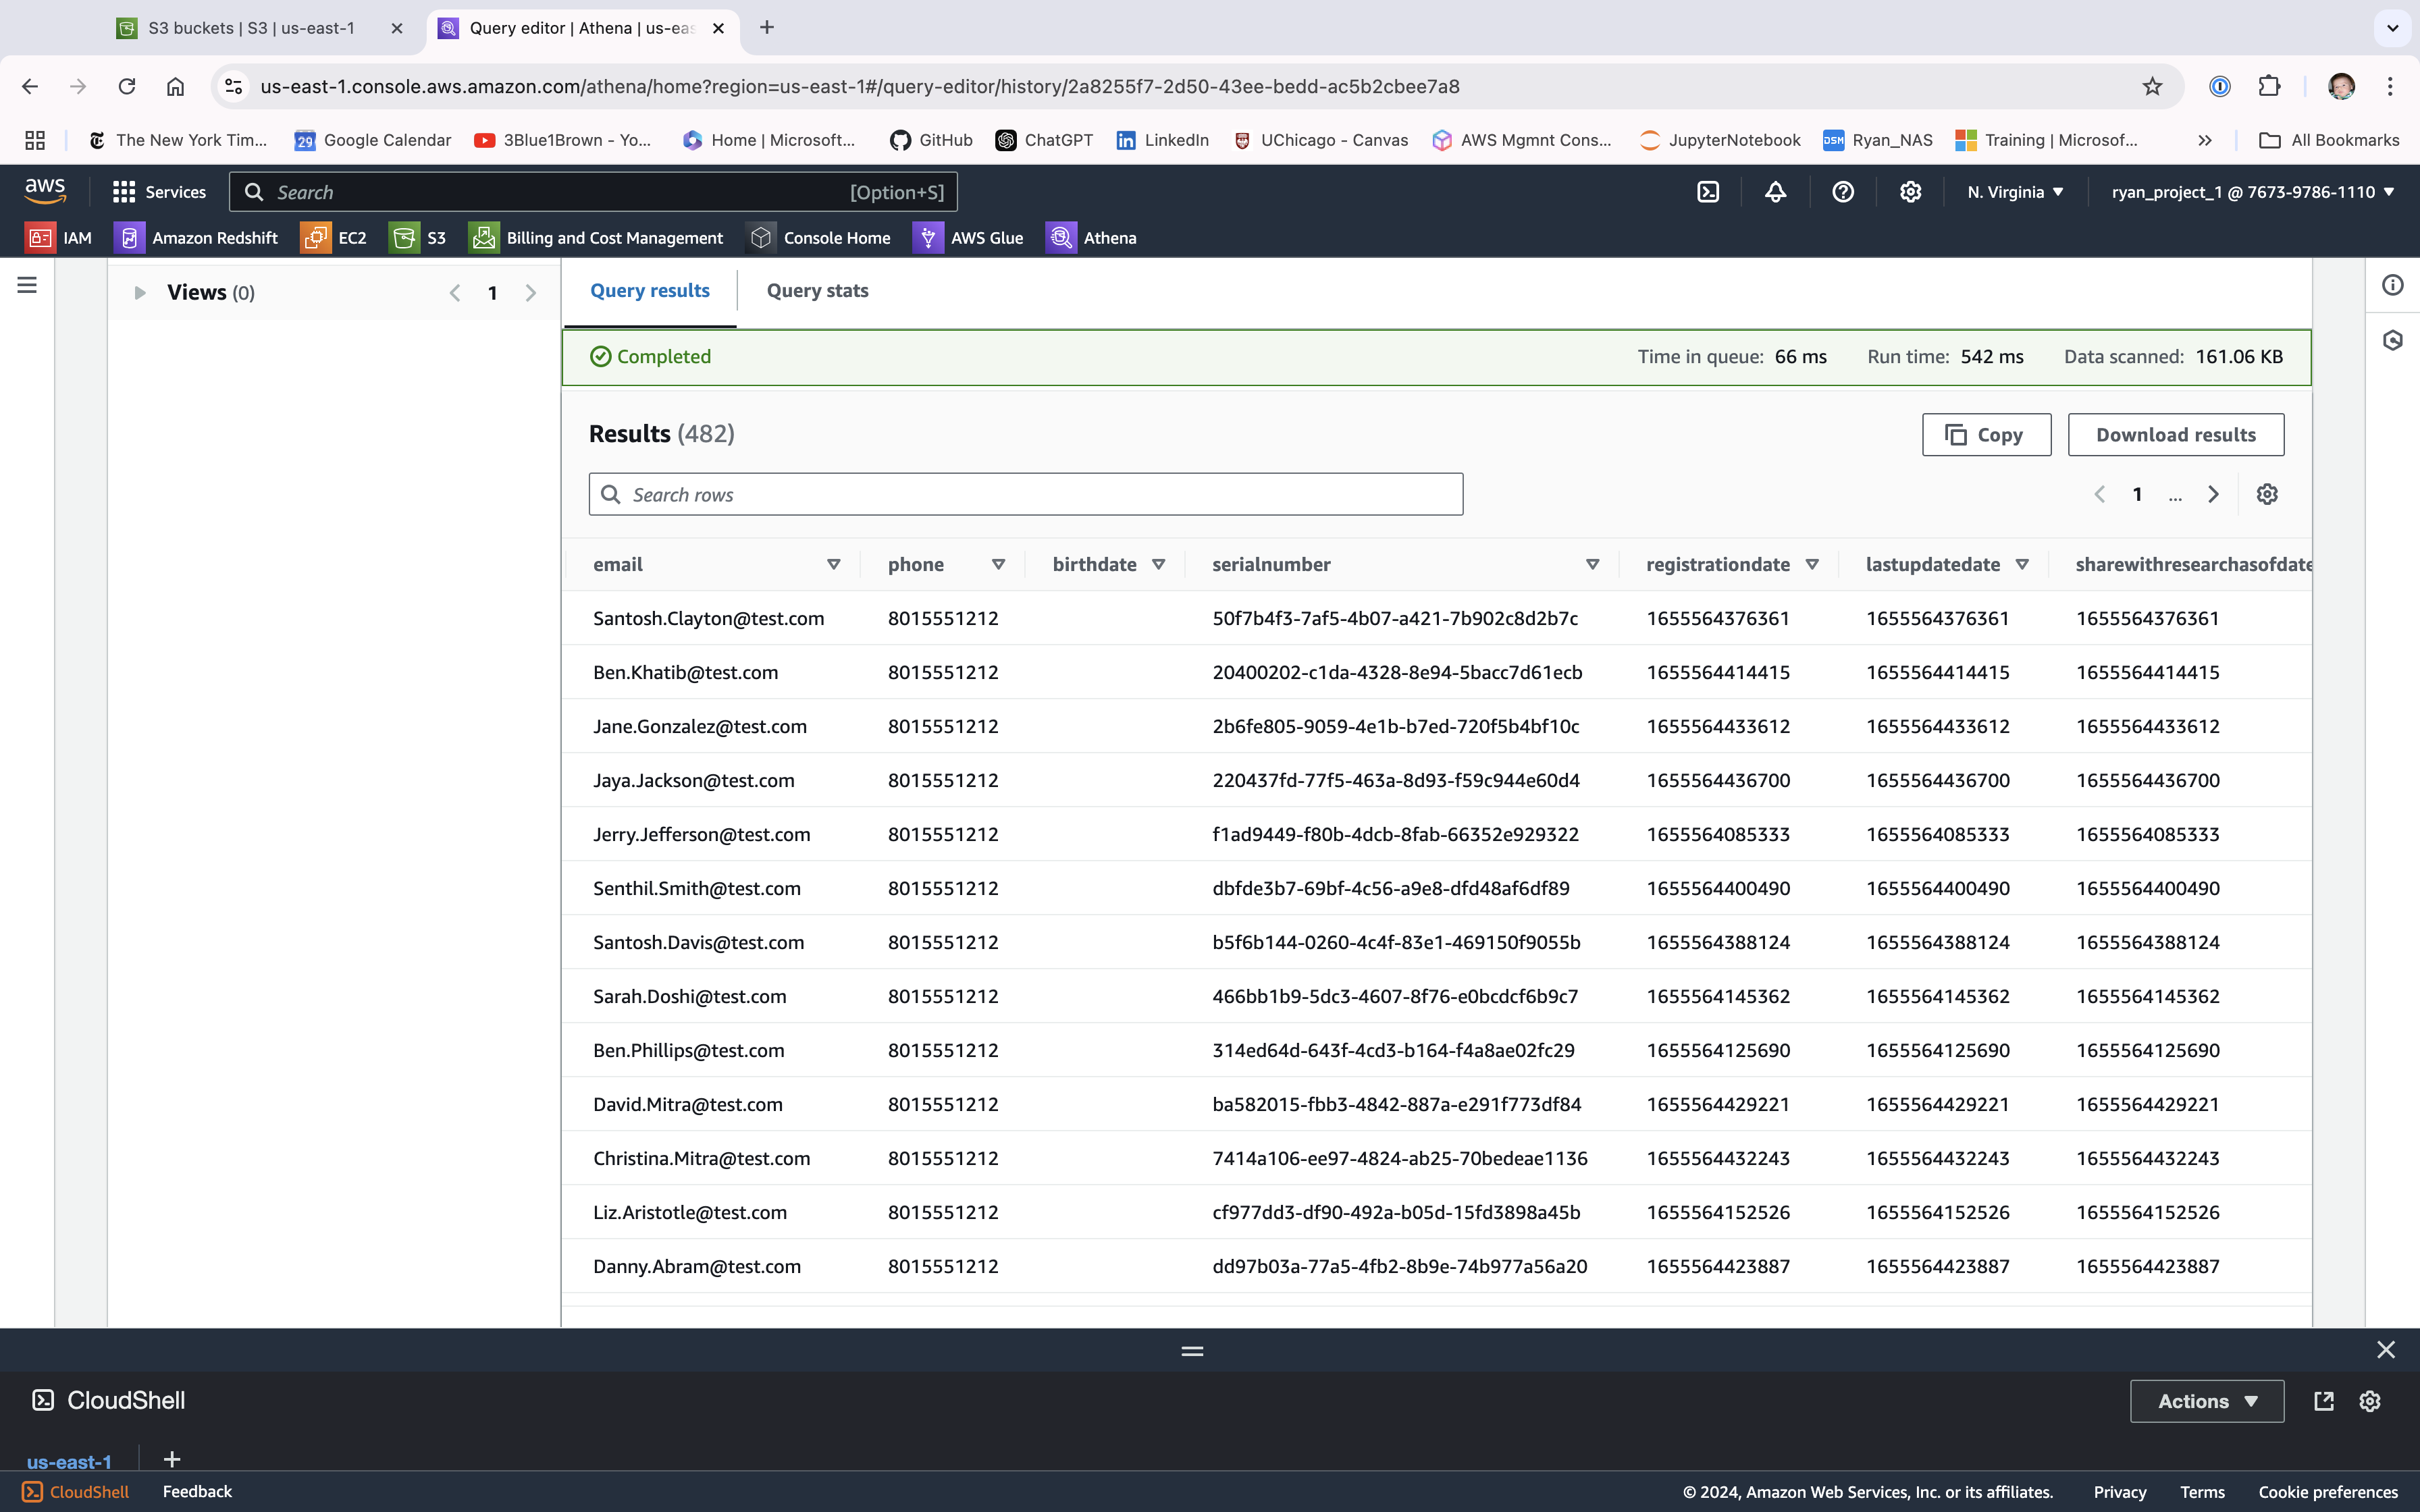 S3 buckets | S3 | us-east-1
Query editor | Athena | us-eas
us-east-1.console.aws.amazon.com/athena/home?region=us-east-1#/query-editor/history/2a8255f7-2d50-43ee-bedd-ac5b2cbee7a8
The New York Tim... 29 Google Calendar 3Blue1Brown - Yo... Home | Microsoft... GitHub ChatGPT LinkedIn UChicago - Canvas AWS Mgmt Cons... JupyterNotebook DSM Ryan_NAS Training | Microsof... All Bookmarks
aws Services Search [Option+S] N. Virginia ryan_project_1 @ 7673-9786-1110
IAM Amazon Redshift EC2 S3 Billing and Cost Management Console Home AWS Glue Athena
Views (0) 1
Query results Query stats
Completed Time in queue: 66 ms Run time: 542 ms Data scanned: 161.06 KB
Results (482) Copy Download results
Search rows 1 ...
email phone birthdate serialnumber registrationdate lastupdatedate sharewithresearchasofdate
Santosh.Clayton@test.com 8015551212 50f7b4f3-7af5-4b07-a421-7b902c8d2b7c 1655564376361 1655564376361 1655564376361
Ben.Khatib@test.com 8015551212 20400202-c1da-4328-8e94-5bacc7d61ecb 1655564414415 1655564414415 1655564414415
Jane.Gonzalez@test.com 8015551212 2b6fe805-9059-4e1b-b7ed-720f5b4bf10c 1655564433612 1655564433612 1655564433612
Jaya.Jackson@test.com 8015551212 220437fd-77f5-463a-8d93-f59c944e60d4 1655564436700 1655564436700 1655564436700
Jerry.Jefferson@test.com 8015551212 f1ad9449-f80b-4dcb-8fab-66352e929322 1655564085333 1655564085333 1655564085333
Senthil.Smith@test.com 8015551212 dbfde3b7-69bf-4c56-a9e8-dfd48af6df89 1655564400490 1655564400490 1655564400490
Santosh.Davis@test.com 8015551212 b5f6b144-0260-4c4f-83e1-469150f9055b 1655564388124 1655564388124 1655564388124
Sarah.Doshi@test.com 8015551212 466bb1b9-5dc3-4607-8f76-e0bcdcf6b9c7 1655564145362 1655564145362 1655564145362
Ben.Phillips@test.com 8015551212 314ed64d-643f-4cd3-b164-f4a8ae02fc29 1655564125690 1655564125690 1655564125690
David.Mitra@test.com 8015551212 ba582015-fbb3-4842-887a-e291f773df84 1655564429221 1655564429221 1655564429221
Christina.Mitra@test.com 8015551212 7414a106-ee97-4824-ab25-70bedeae1136 1655564432243 1655564432243 1655564432243
Liz.Aristotle@test.com 8015551212 cf977dd3-df90-492a-b05d-15fd3898a45b 1655564152526 1655564152526 1655564152526
Danny.Abram@test.com 8015551212 dd97b03a-77a5-4fb2-8b9e-74b977a56a20 1655564423887 1655564423887 1655564423887
CloudShell Actions
us-east-1
CloudShell Feedback © 2024, Amazon Web Services, Inc. or its affiliates. Privacy Terms Cookie preferences